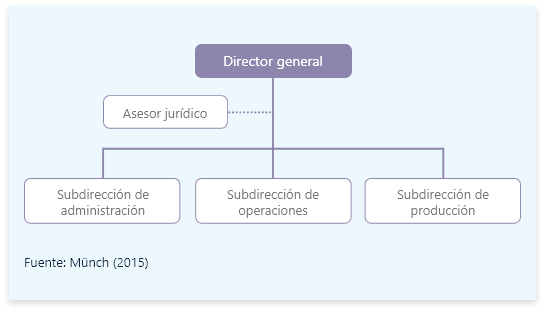 Director general
Asesor jurídico
Subdirección de
administración
Subdirección de
operaciones
Subdirección de
producción
Fuente: Münch (2015)